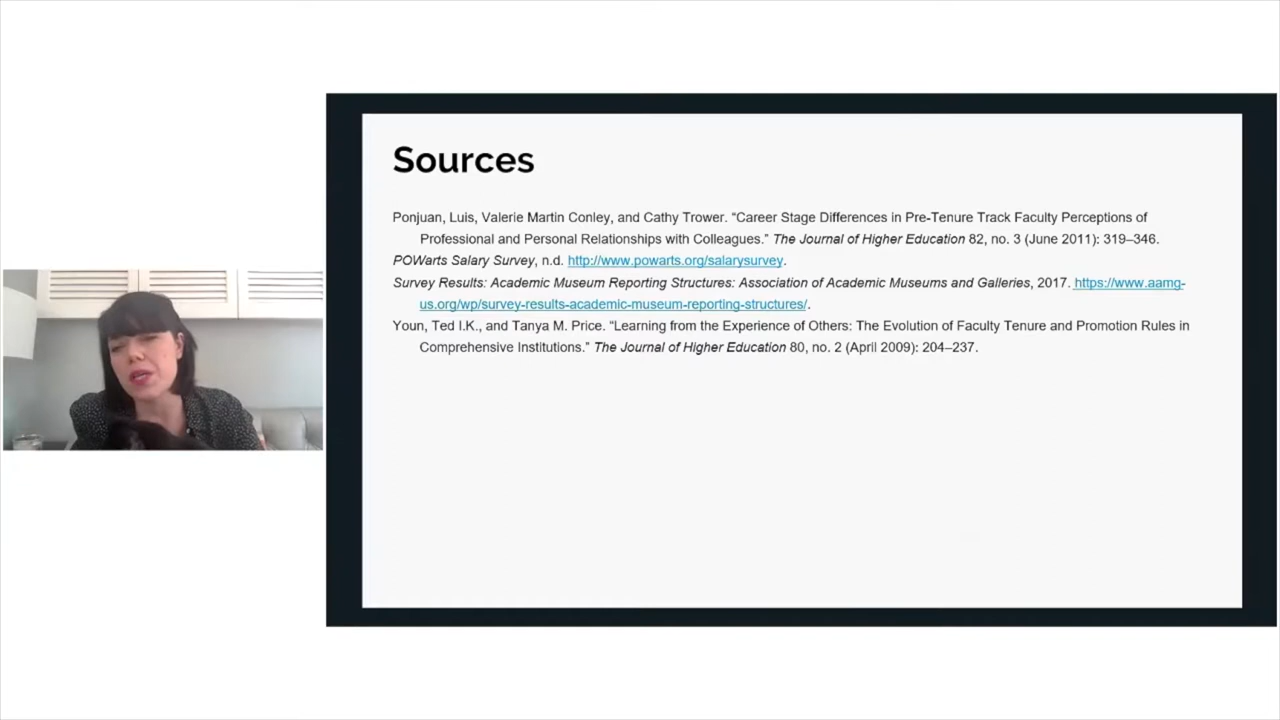 Sources
Ponjuan, Luis, Valerie Martin Conley, and Cathy Trower. “Career Stage Differences in Pre-Tenure Track Faculty Perceptions of
Professional and Personal Relationships with Colleagues.” The Journal of Higher Education 82, no. 3 (June 2011): 319–346.
POWarts Salary Survey, n.d. http://www.powarts.org/salarysurvey.
Survey Results: Academic Museum Reporting Structures: Association of Academic Museums and Galleries, 2017. https://www.aamg-
us.org/wp/survey-results-academic-museum-reporting-structures/.
Youn, Ted I.K., and Tanya M. Price. “Learning from the Experience of Others: The Evolution of Faculty Tenure and Promotion Rules in
Comprehensive Institutions.” The Journal of Higher Education 80, no. 2 (April 2009): 204–237.